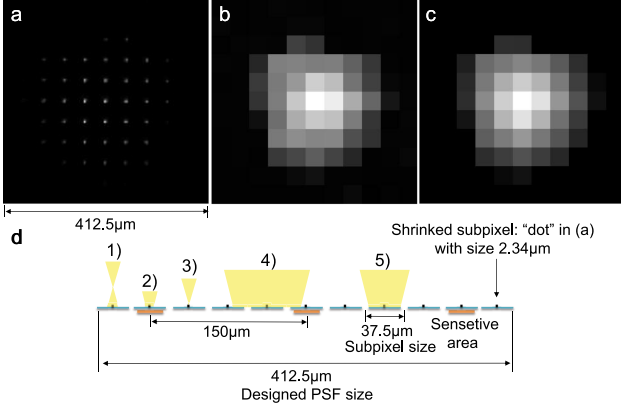 a
b
c
412.5µm
d
Shrinked subpixel: “dot” in (a)
with size 2.34µm
1)
2)
3)
4)
5)
150µm
37.5µm
Subpixel size
Sensetive
area
412.5µm
Designed PSF size